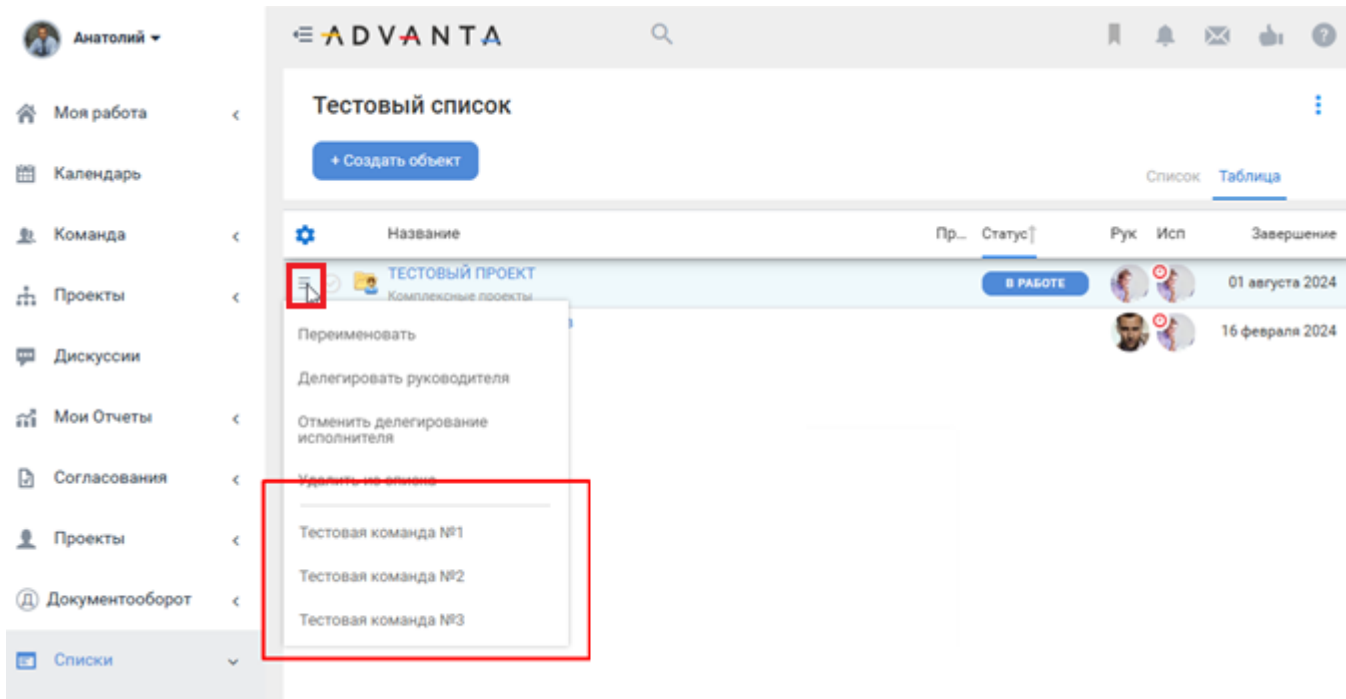 Анатолий
ADVANTA
Моя работа
Календарь
Команда
Проекты
Дискуссии
Мои Отчеты
Согласования
Проекты
Д Документооборот
Списки
Тестовый список
+ Создать объект
Список Таблица
Название Пр... Статус Рук Исп Завершение
ТЕСТОВЫЙ ПРОЕКТ В РАБОТЕ 01 августа 2024
Комплексные проекты
16 февраля 2024
Переименовать
Делегировать руководителя
Отменить делегирование
исполнителя
Удалить из списка
Тестовая команда №1
Тестовая команда №2
Тестовая команда №3